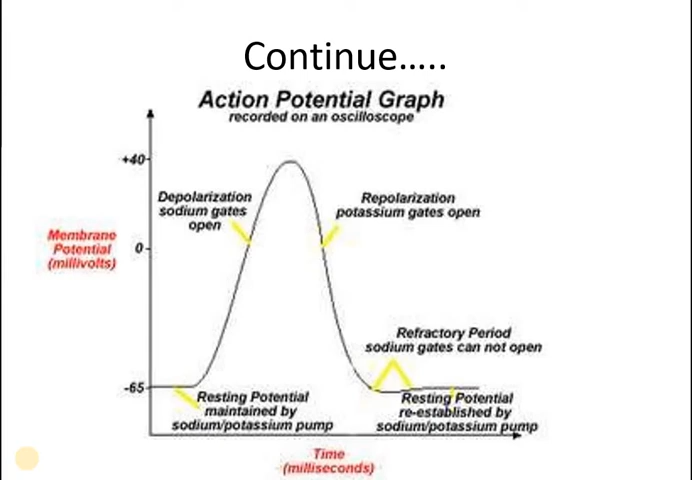 Continue…..
Action Potential Graph
recorded on an oscilloscope
+40
Depolarization
sodium gates
open
Repolarization
potassium gates open
Membrane
Potential
(millivolts)
0
Refractory Period
sodium gates can not open
-65
Resting Potential
maintained by
sodium/potassium pump
Resting Potential
re-established by
sodium/potassium pump
Time
(milliseconds)